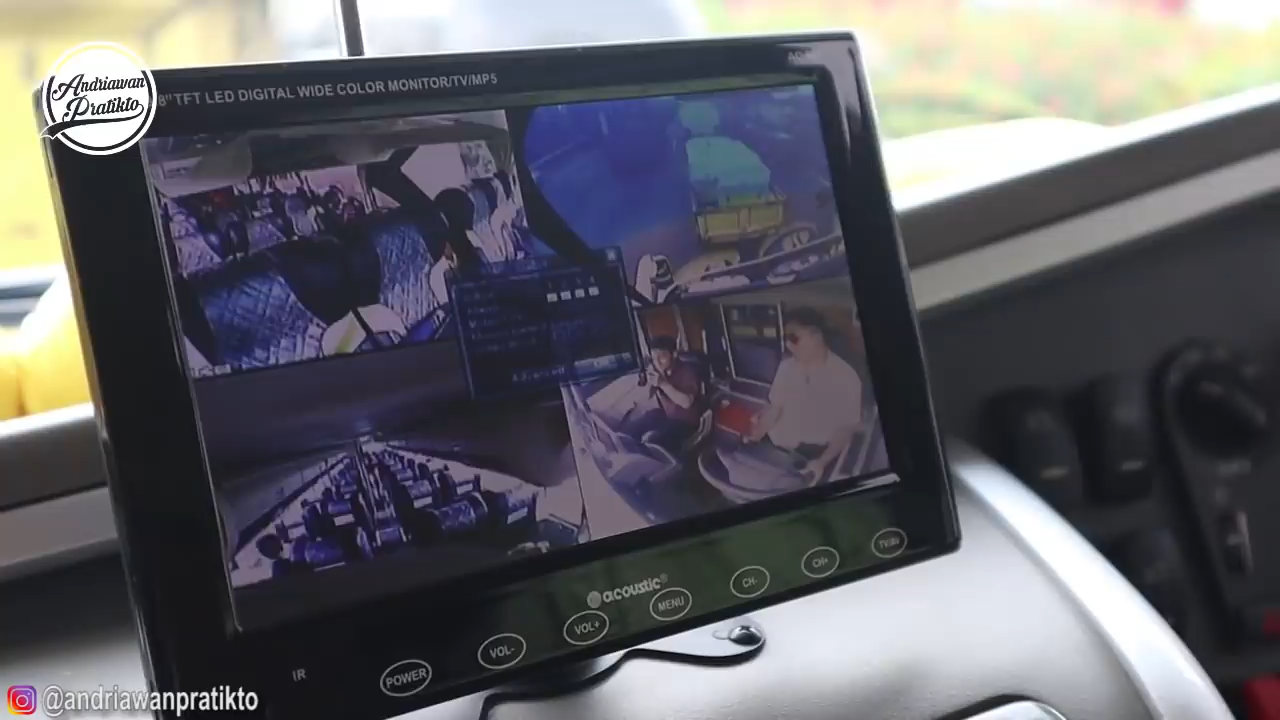 Andriawan
Pratikto
8" TFT LED DIGITAL WIDE COLOR MONITOR/TV/MP5
acoustic®
IR
POWER
VOL-
VOL+
MENU
CH-
CH+
TV/AV
@andriawanpratikto